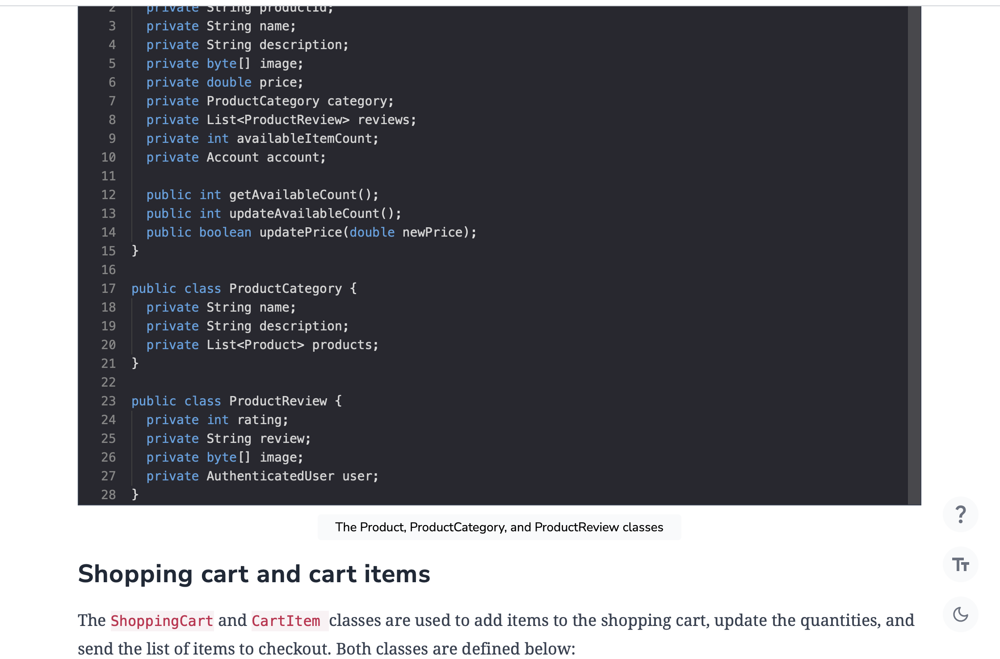 2 private String productid;
3 private String name;
4 private String description;
5 private byte[] image;
6 private double price;
7 private ProductCategory category;
8 private List<ProductReview> reviews;
9 private int availableItemCount;
10 private Account account;
11
12 public int getAvailableCount();
13 public int updateAvailableCount();
14 public boolean updatePrice(double newPrice);
15 }
16
17 public class ProductCategory {
18 private String name;
19 private String description;
20 private List<Product> products;
21 }
22
23 public class ProductReview {
24 private int rating;
25 private String review;
26 private byte[] image;
27 private AuthenticatedUser user;
28 }
The Product, ProductCategory, and ProductReview classes
?
Shopping cart and cart items
TT
The ShoppingCart and CartItem classes are used to add items to the shopping cart, update the quantities, and
send the list of items to checkout. Both classes are defined below: